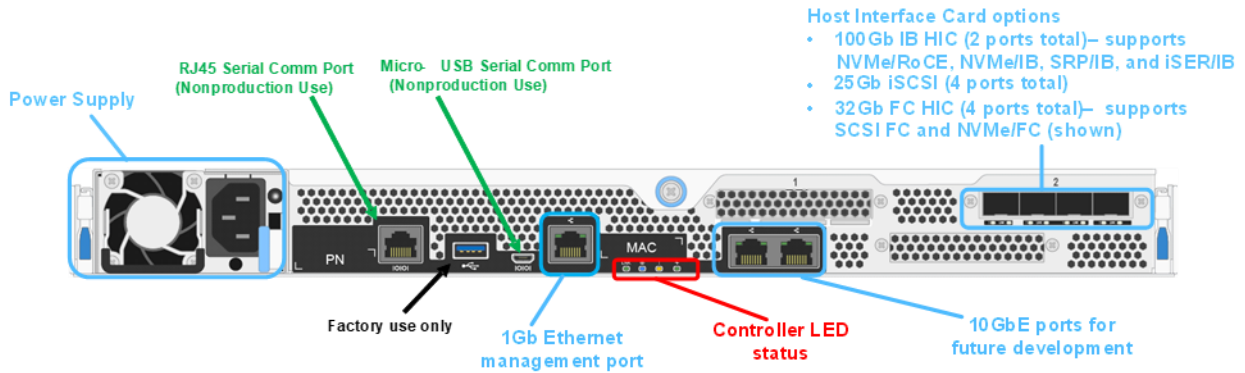 Host Interface Card options
• 100Gb IB HIC (2 ports total)– supports
NVMe/RoCE, NVMe/IB, SRP/IB, and iSER/IB
• 25Gb iSCSI (4 ports total)
• 32Gb FC HIC (4 ports total)– supports
SCSI FC and NVMe/FC (shown)
RJ45 Serial Comm Port
(Nonproduction Use)
Micro- USB Serial Comm Port
(Nonproduction Use)
Power Supply
1
2
PN
MAC
IOIOI
IOIOI
Factory use only
1Gb Ethernet
management port
Controller LED
status
10GbE ports for
future development